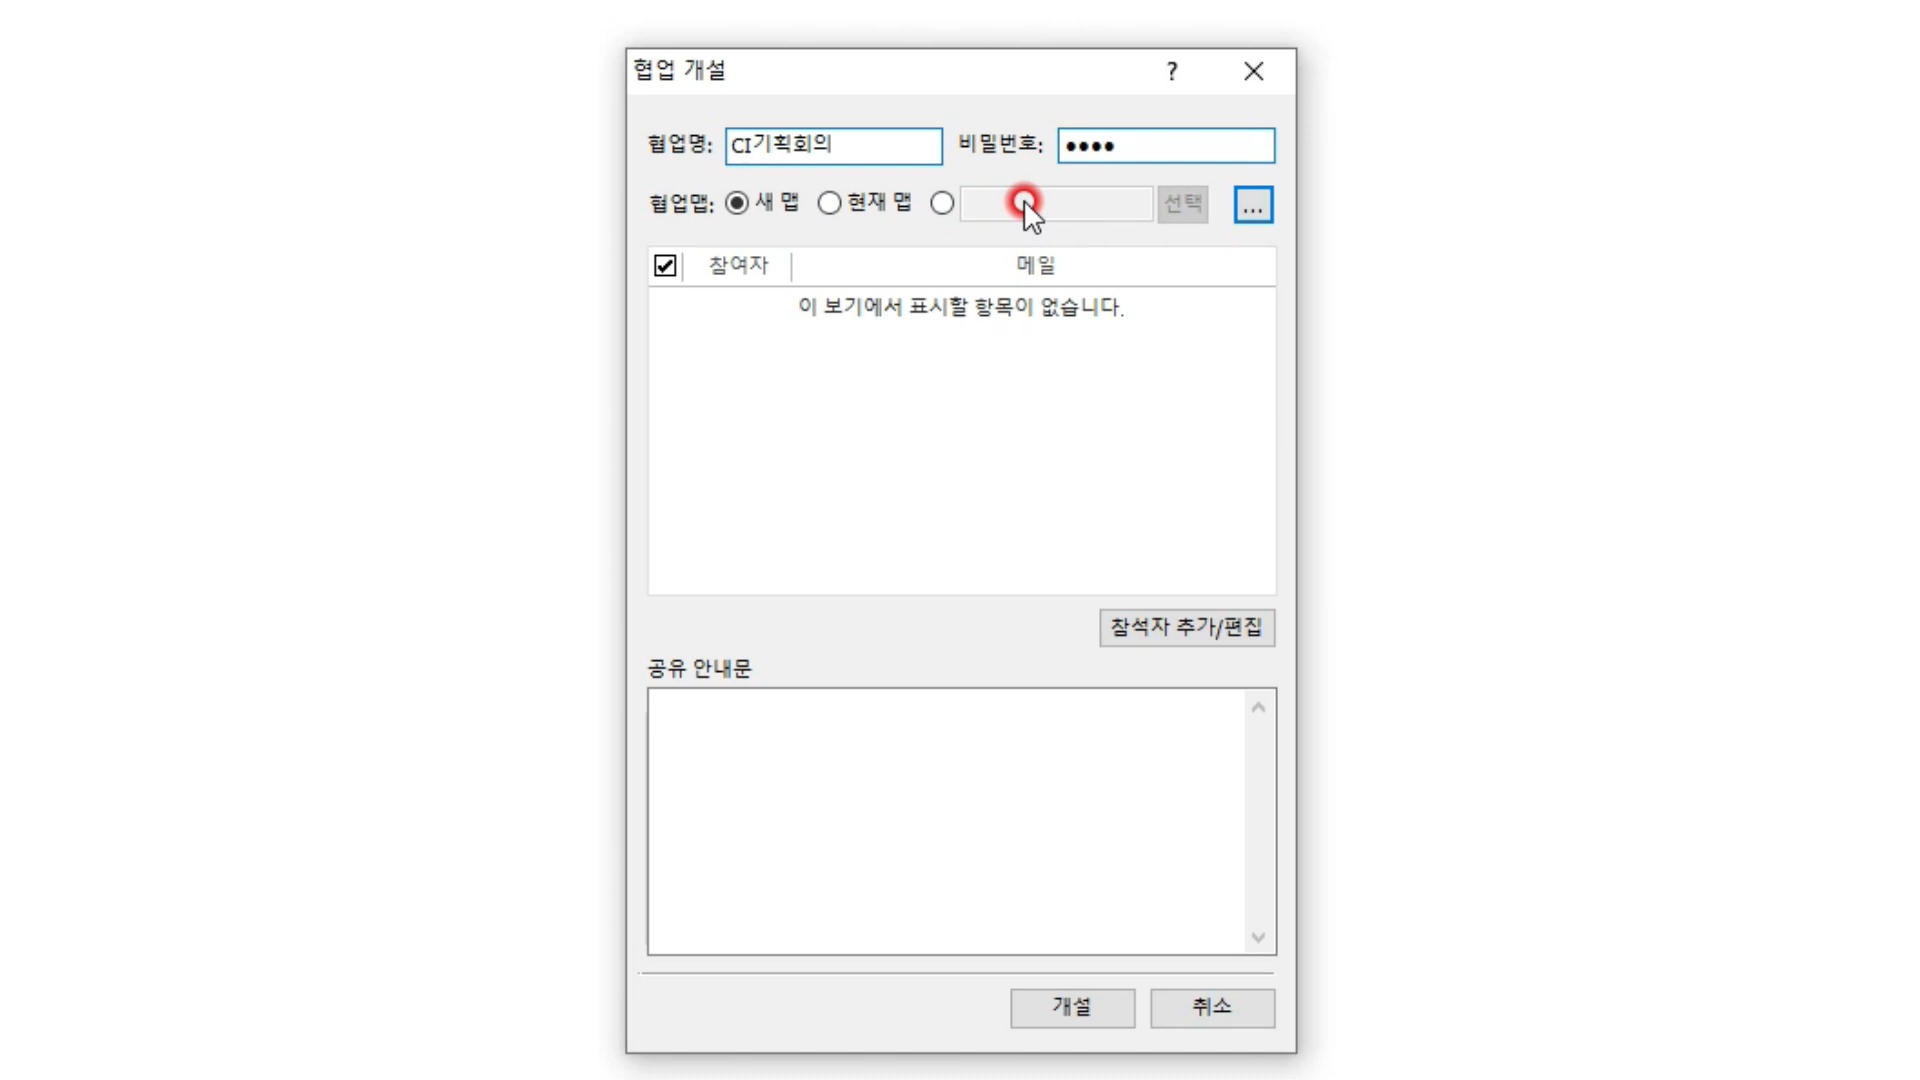 협업 개설 ?
협업명: CI기획회의 비밀번호: ●●●●
협업맵: 새 맵 현재 맵 선택 ...
참여자 메일
이 보기에서 표시할 항목이 없습니다.
참석자 추가/편집
공유 안내문
개설 취소